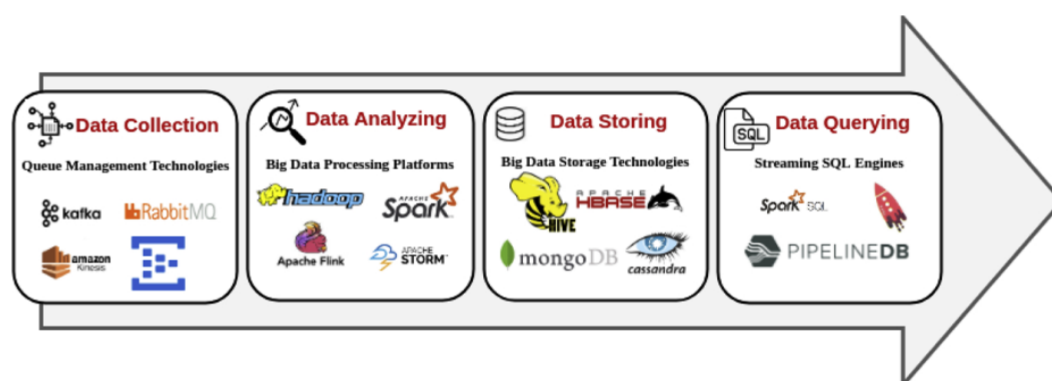 Data Collection
Queue Management Technologies
kafka
RabbitMQ
amazon
Kinesis
Data Analyzing
Big Data Processing Platforms
hadoop
APACHE
Spark
Apache Flink
APACHE
STORM
Data Storing
Big Data Storage Technologies
HIVE
APACHE
HBASE
mongoDB
cassandra
SQL
Data Querying
Streaming SQL Engines
Spark SQL
PIPELINEDB